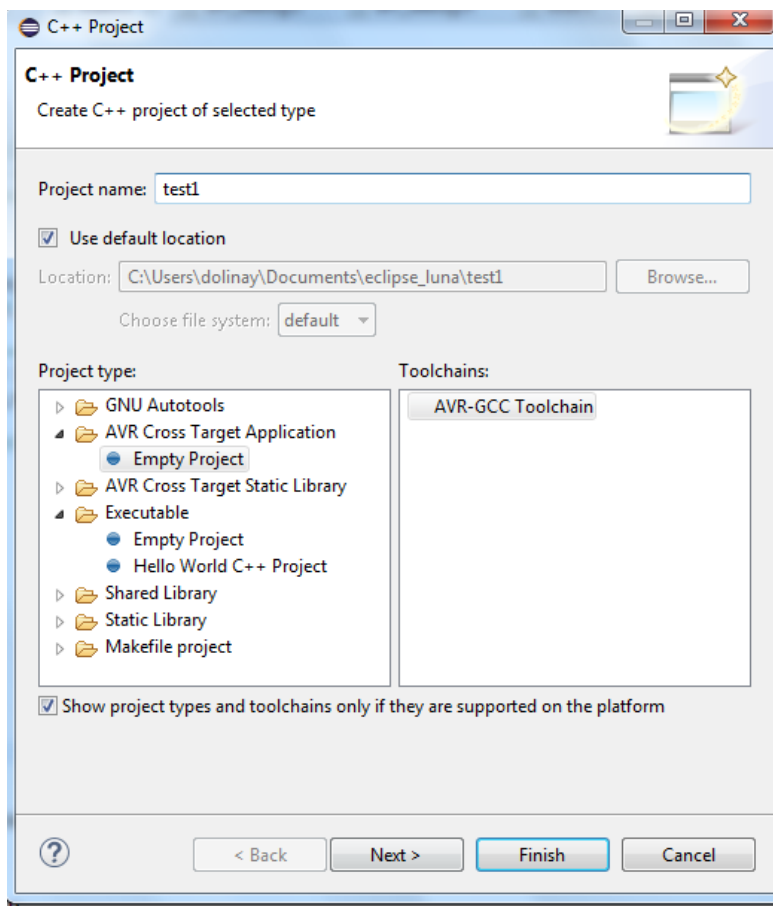 C++ Project
C++ Project
Create C++ project of selected type
Project name: test1
Use default location
Location: C:\Users\dolinay\Documents\eclipse_luna\test1 Browse...
Choose file system: default
Project type: Toolchains:
GNU Autotools AVR-GCC Toolchain
AVR Cross Target Application
Empty Project
AVR Cross Target Static Library
Executable
Empty Project
Hello World C++ Project
Shared Library
Static Library
Makefile project
Show project types and toolchains only if they are supported on the platform
? < Back Next > Finish Cancel